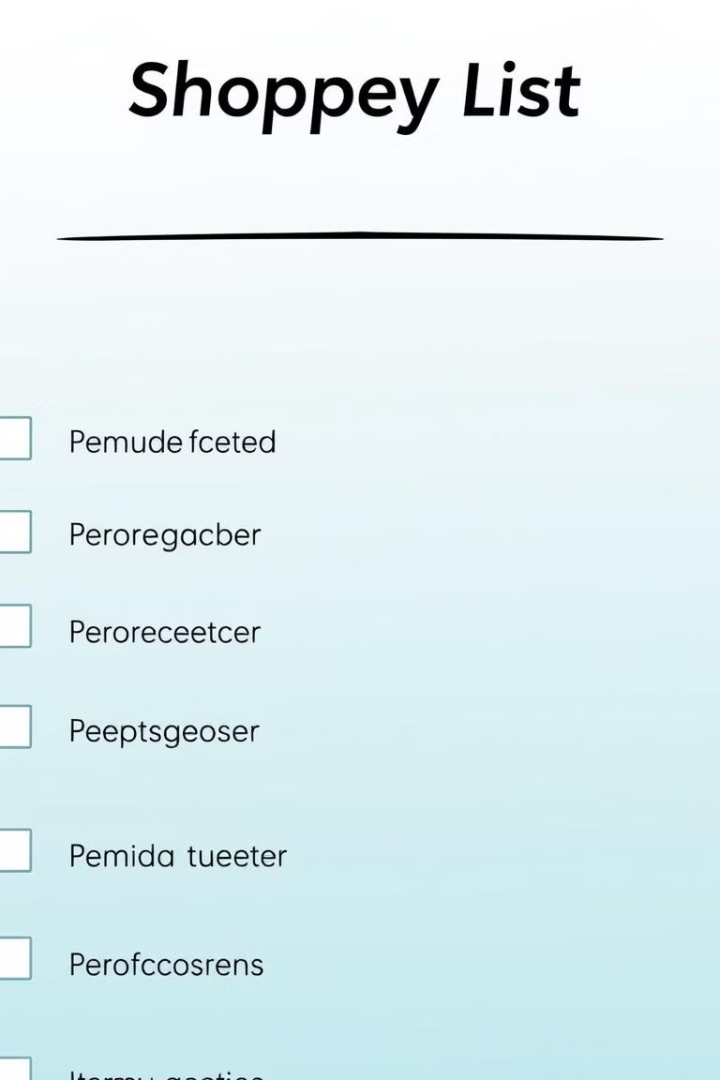 Shoppey List
Pemude fceted
Peroregacber
Peroreceetcer
Peeptsgeoser
Pemida tueeter
Perofccosrens